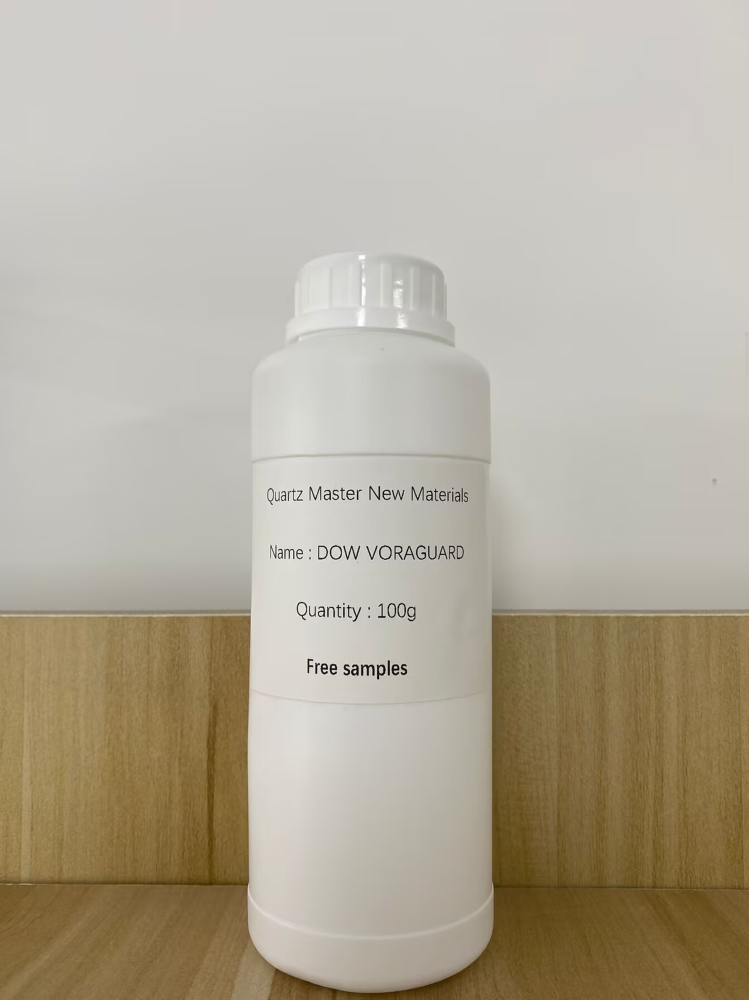 Quartz Master New Materials
Name : DOW VORAGUARD
Quantity : 100g
Free samples